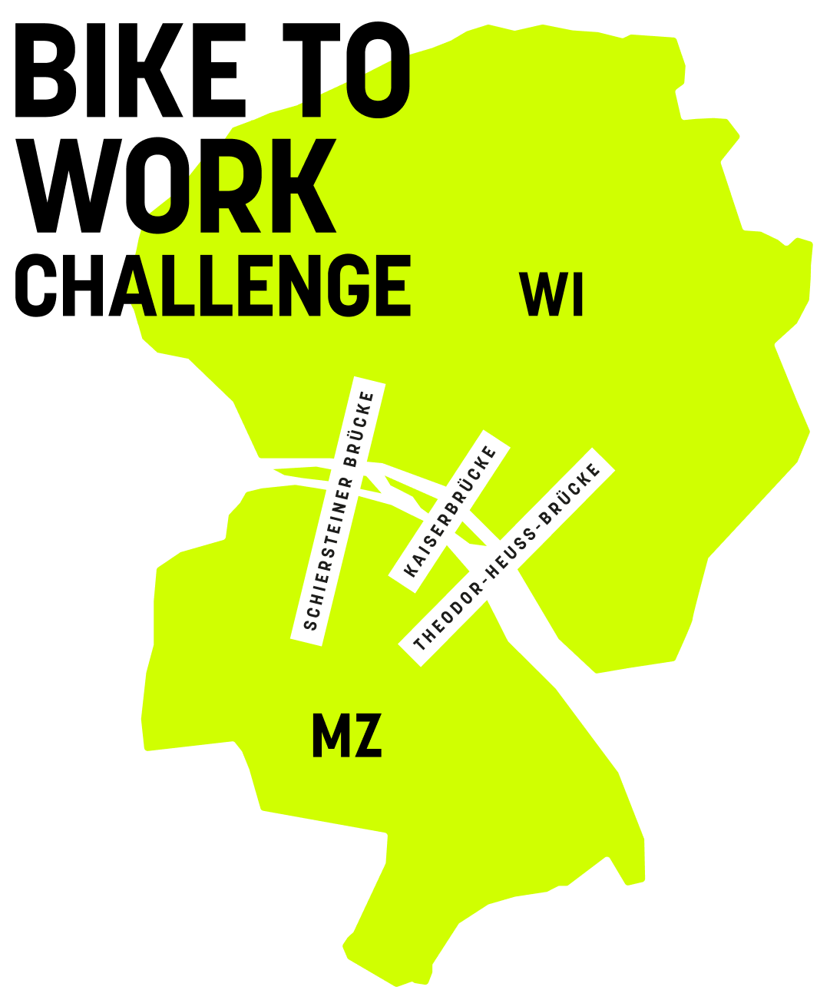 BIKE TO
WORK
CHALLENGE
WI
SCHIERSTEINER BRÜCKE
KAISERBRÜCKE
THEODOR-HEUSS-BRÜCKE
MZ